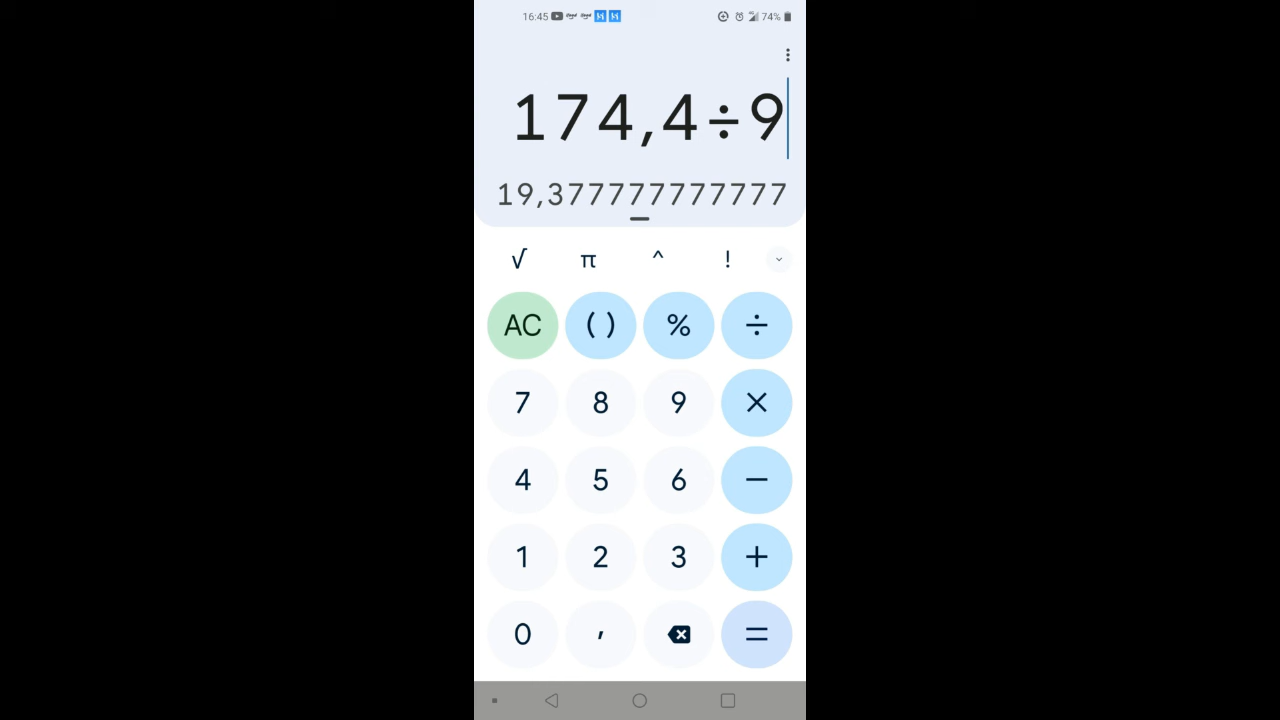 16:45 74%
174,4÷9
19,377777777777
√ π ^ !
AC ( ) % ÷
7 8 9 ×
4 5 6 −
1 2 3 +
0 , =